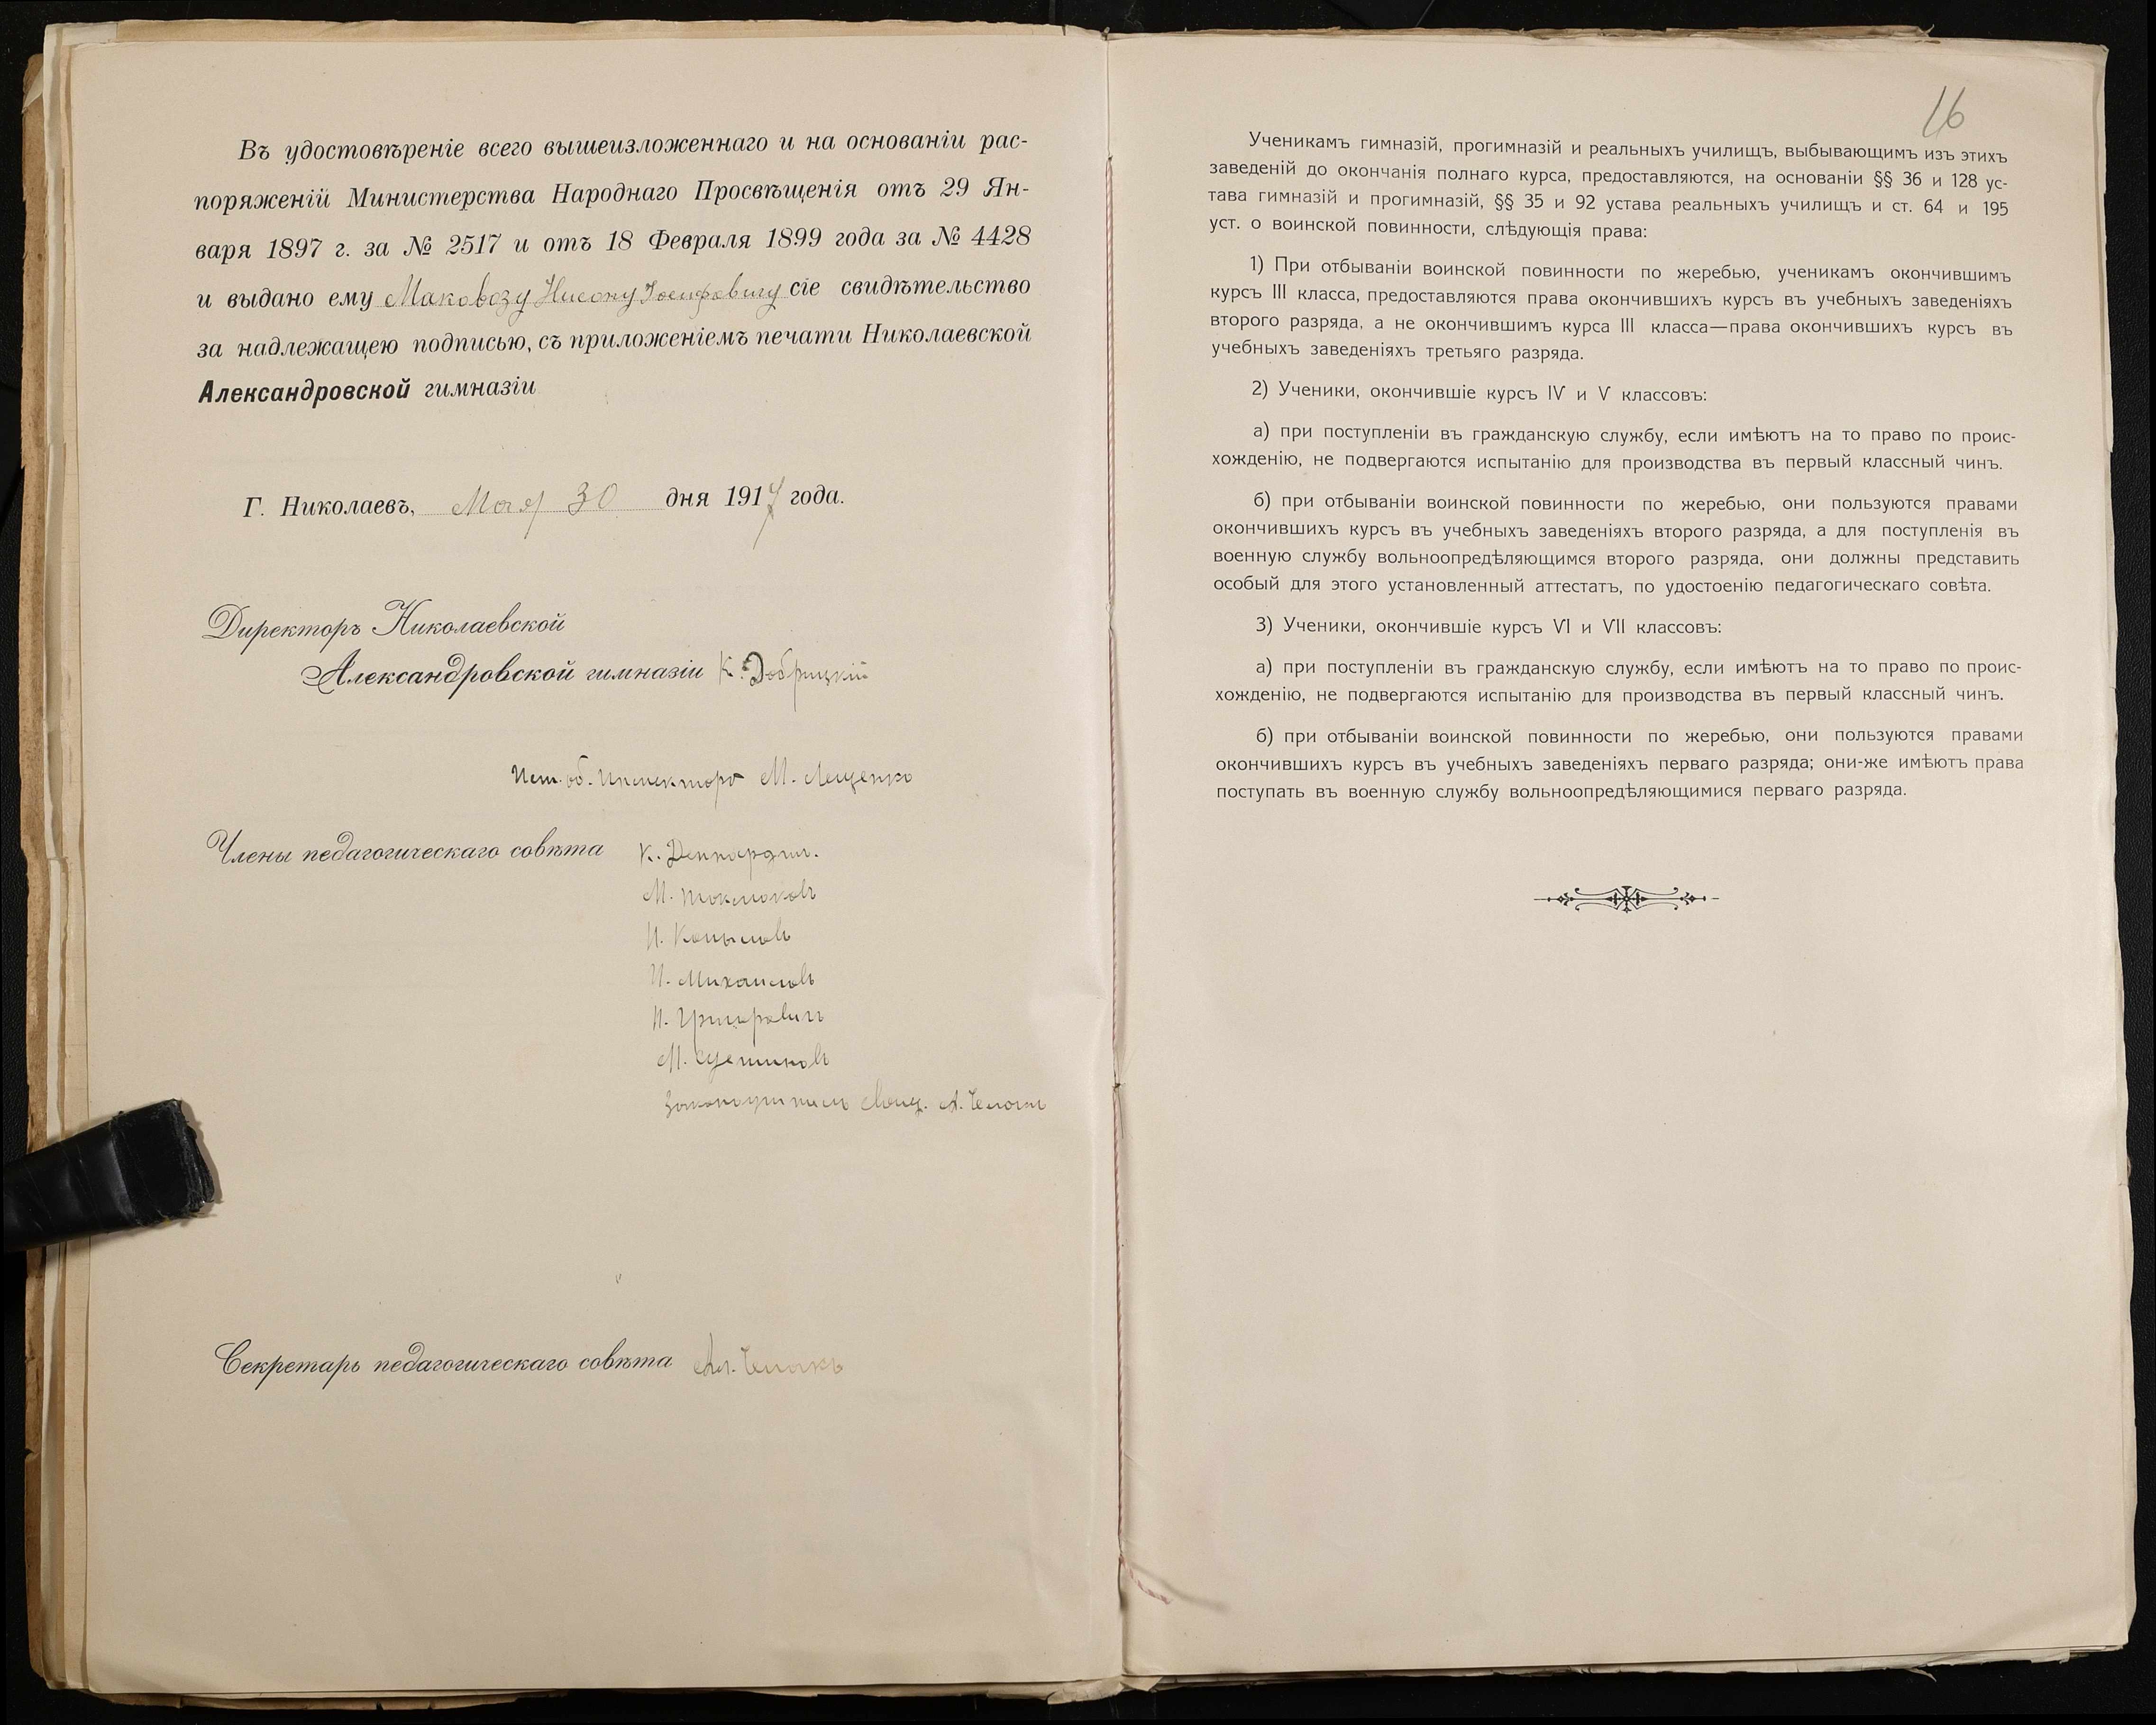 Въ удостовѣреніе всего вышеизложеннаго и на основаніи рас-
поряженій Министерства Народнаго Просвѣщенія отъ 29 Ян-
варя 1897 г. за № 2517 и отъ 18 Февраля 1899 года за № 4428
и выдано ему Маковозу Нисону Іосифовичу сіе свидѣтельство
за надлежащею подписью, съ приложеніемъ печати Николаевской
Александровской гимназіи
Г. Николаевъ, Мая 30 дня 1917 года.
Директоръ Николаевской
Александровской гимназіи К. Добрицкій
Исп. об. Инспектора М. Лещенко
Члены педагогическаго совѣта К.
М. Токмаковъ
И. Копыловъ
И. Михаиловъ
И.
М.
Законоучитель Свящ. А.
Секретарь педагогическаго совѣта
16
Ученикамъ гимназій, прогимназій и реальныхъ училищъ, выбывающимъ изъ этихъ
заведеній до окончанія полнаго курса, предоставляются, на основаніи §§ 36 и 128 ус-
тава гимназій и прогимназій, §§ 35 и 92 устава реальныхъ училищъ и ст. 64 и 195
уст. о воинской повинности, слѣдующія права:
1) При отбываніи воинской повинности по жеребью, ученикамъ окончившимъ
курсъ III класса, предоставляются права окончившихъ курсъ въ учебныхъ заведеніяхъ
второго разряда, а не окончившимъ курса III класса—права окончившихъ курсъ въ
учебныхъ заведеніяхъ третьяго разряда.
2) Ученики, окончившіе курсъ IV и V классовъ:
а) при поступленіи въ гражданскую службу, если имѣютъ на то право по проис-
хожденію, не подвергаются испытанію для производства въ первый классный чинъ.
б) при отбываніи воинской повинности по жеребью, они пользуются правами
окончившихъ курсъ въ учебныхъ заведеніяхъ второго разряда, а для поступленія въ
военную службу вольноопредѣляющимся второго разряда, они должны представить
особый для этого установленный аттестатъ, по удостоенію педагогическаго совѣта.
3) Ученики, окончившіе курсъ VI и VII классовъ:
а) при поступленіи въ гражданскую службу, если имѣютъ на то право по проис-
хожденію, не подвергаются испытанію для производства въ первый классный чинъ.
б) при отбываніи воинской повинности по жеребью, они пользуются правами
окончившихъ курсъ въ учебныхъ заведеніяхъ перваго разряда; они-же имѣютъ права
поступать въ военную службу вольноопредѣляющимися перваго разряда.